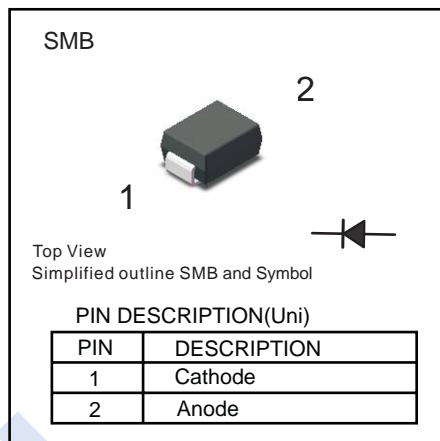 SMB
2
1
Top View
Simplified outline SMB and Symbol
PIN DESCRIPTION(Uni)
PIN DESCRIPTION
1 Cathode
2 Anode